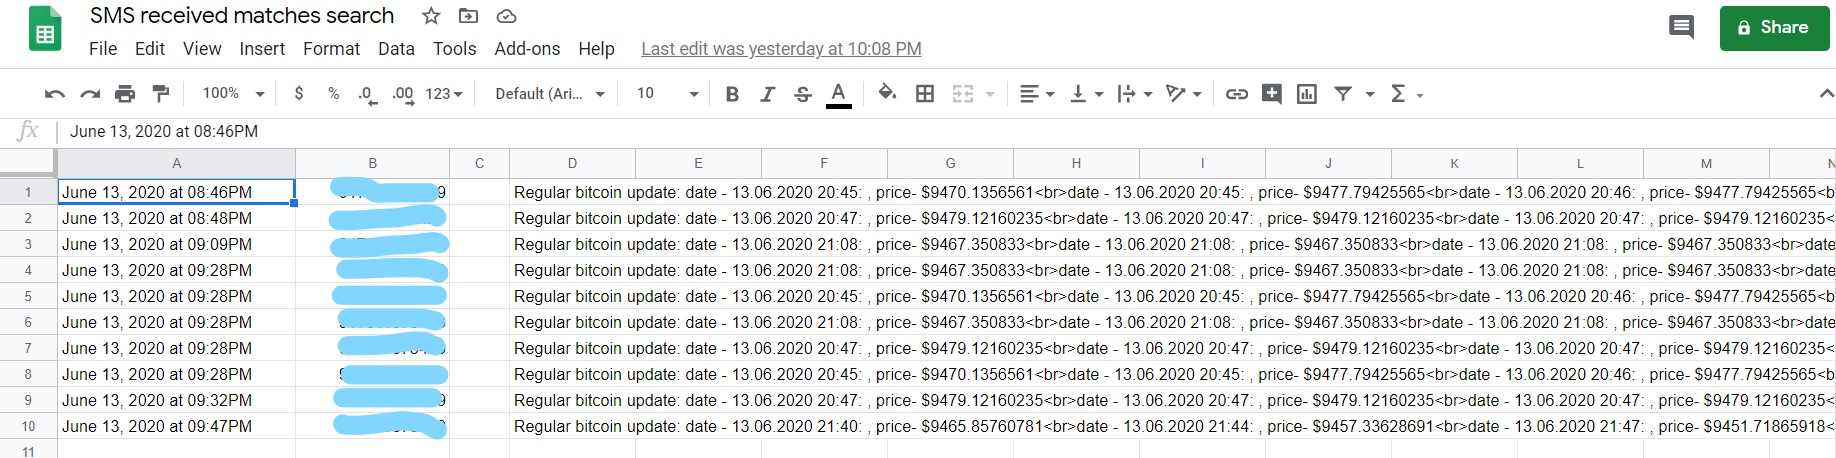 SMS received matches search
File Edit View Insert Format Data Tools Add-ons Help Last edit was yesterday at 10:08 PM
Share
100% $ % .0 .00 123 Default (Ari... 10 B I S A
fx June 13, 2020 at 08:46PM
A B C D E F G H I J K L M N
1 June 13, 2020 at 08:46PM 9 Regular bitcoin update: date - 13.06.2020 20:45: , price- $9470.1356561<br>date - 13.06.2020 20:45: , price- $9477.79425565<br>date - 13.06.2020 20:46: , price- $9477.79425565<b
2 June 13, 2020 at 08:48PM Regular bitcoin update: date - 13.06.2020 20:47: , price- $9479.12160235<br>date - 13.06.2020 20:47: , price- $9479.12160235<br>date - 13.06.2020 20:47: , price- $9479.12160235<
3 June 13, 2020 at 09:09PM Regular bitcoin update: date - 13.06.2020 21:08: , price- $9467.350833<br>date - 13.06.2020 21:08: , price- $9467.350833<br>date - 13.06.2020 21:08: , price- $9467.350833<br>date
4 June 13, 2020 at 09:28PM Regular bitcoin update: date - 13.06.2020 21:08: , price- $9467.350833<br>date - 13.06.2020 21:08: , price- $9467.350833<br>date - 13.06.2020 21:08: , price- $9467.350833<br>date
5 June 13, 2020 at 09:28PM Regular bitcoin update: date - 13.06.2020 20:45: , price- $9470.1356561<br>date - 13.06.2020 20:45: , price- $9477.79425565<br>date - 13.06.2020 20:46: , price- $9477.79425565<b
6 June 13, 2020 at 09:28PM Regular bitcoin update: date - 13.06.2020 21:08: , price- $9467.350833<br>date - 13.06.2020 21:08: , price- $9467.350833<br>date - 13.06.2020 21:08: , price- $9467.350833<br>date
7 June 13, 2020 at 09:28PM Regular bitcoin update: date - 13.06.2020 20:47: , price- $9479.12160235<br>date - 13.06.2020 20:47: , price- $9479.12160235<br>date - 13.06.2020 20:47: , price- $9479.12160235<
8 June 13, 2020 at 09:28PM Regular bitcoin update: date - 13.06.2020 20:45: , price- $9470.1356561<br>date - 13.06.2020 20:45: , price- $9477.79425565<br>date - 13.06.2020 20:46: , price- $9477.79425565<b
9 June 13, 2020 at 09:32PM 9 Regular bitcoin update: date - 13.06.2020 20:47: , price- $9479.12160235<br>date - 13.06.2020 20:47: , price- $9479.12160235<br>date - 13.06.2020 20:47: , price- $9479.12160235<
10 June 13, 2020 at 09:47PM Regular bitcoin update: date - 13.06.2020 21:40: , price- $9465.85760781<br>date - 13.06.2020 21:44: , price- $9457.33628691<br>date - 13.06.2020 21:47: , price- $9451.71865918<
11